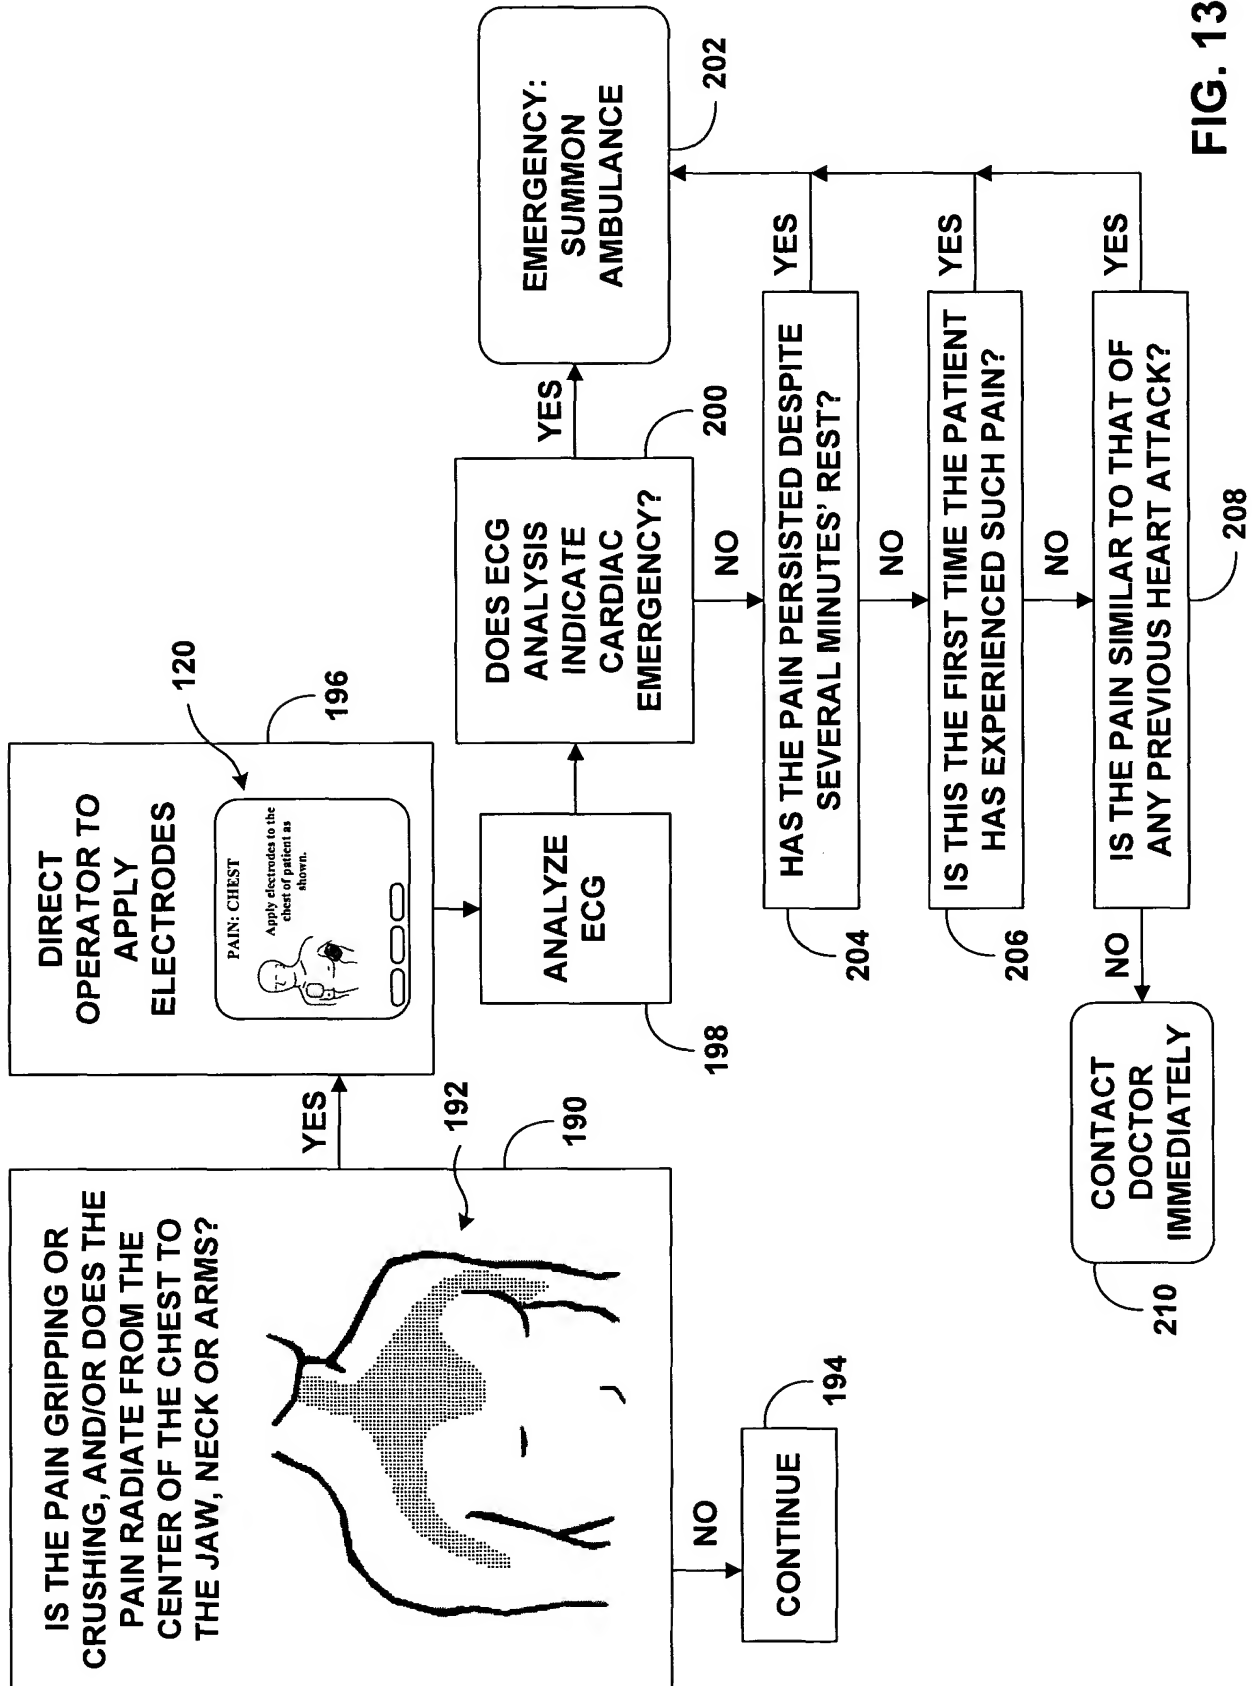 IS THE PAIN GRIPPING OR
CRUSHING, AND/OR DOES THE
PAIN RADIATE FROM THE
CENTER OF THE CHEST TO
THE JAW, NECK OR ARMS?
192
190
YES
NO
CONTINUE
194
DIRECT
OPERATOR TO
APPLY
ELECTRODES
PAIN: CHEST
Apply electrodes to the
chest of patient as
shown.
120
196
ANALYZE
ECG
198
DOES ECG
ANALYSIS
INDICATE
CARDIAC
EMERGENCY?
200
YES
EMERGENCY:
SUMMON
AMBULANCE
202
NO
HAS THE PAIN PERSISTED DESPITE
SEVERAL MINUTES' REST?
204
YES
NO
IS THIS THE FIRST TIME THE PATIENT
HAS EXPERIENCED SUCH PAIN?
206
YES
NO
IS THE PAIN SIMILAR TO THAT OF
ANY PREVIOUS HEART ATTACK?
208
YES
NO
CONTACT
DOCTOR
IMMEDIATELY
210
FIG. 13